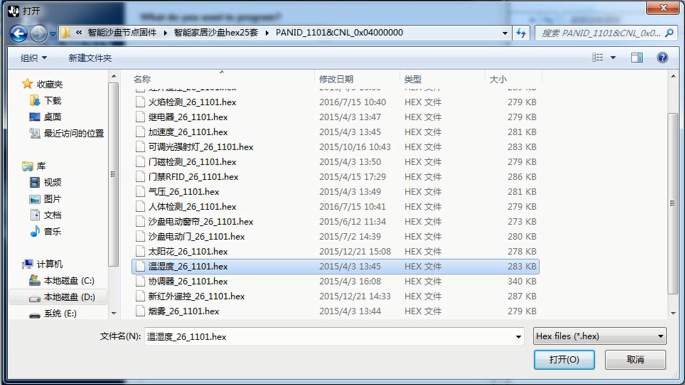 What do you want to program?
打开
智能沙盘节点固件 ▸ 智能家居沙盘hex25套 ▸ PANID_1101&CNL_0x04000000
搜索 PANID_1101&CNL_0x0...
组织 新建文件夹
名称 修改日期 类型 大小
火焰检测_26_1101.hex 2016/7/15 10:40 HEX 文件 279 KB
继电器_26_1101.hex 2015/4/3 13:47 HEX 文件 279 KB
加速度_26_1101.hex 2015/4/3 13:45 HEX 文件 281 KB
可调光强射灯_26_1101.hex 2015/10/16 10:43 HEX 文件 283 KB
门磁检测_26_1101.hex 2015/4/3 13:50 HEX 文件 279 KB
门禁RFID_26_1101.hex 2015/4/15 17:29 HEX 文件 286 KB
气压_26_1101.hex 2015/4/3 13:49 HEX 文件 281 KB
人体检测_26_1101.hex 2016/7/15 10:41 HEX 文件 279 KB
沙盘电动窗帘_26_1101.hex 2015/6/12 11:34 HEX 文件 273 KB
沙盘电动门_26_1101.hex 2015/7/2 14:39 HEX 文件 280 KB
太阳花_26_1101.hex 2015/12/21 15:08 HEX 文件 278 KB
温湿度_26_1101.hex 2015/4/3 13:45 HEX 文件 283 KB
协调器_26_1101.hex 2015/4/3 16:08 HEX 文件 340 KB
新红外遥控_26_1101.hex 2015/12/21 14:33 HEX 文件 287 KB
烟雾_26_1101.hex 2015/4/3 13:44 HEX 文件 279 KB
收藏夹
下载
桌面
最近访问的位置
库
视频
图片
文档
音乐
计算机
本地磁盘 (C:)
本地磁盘 (D:)
系统 (E:)
文件名(N): 温湿度_26_1101.hex Hex files (*.hex)
打开(O) 取消